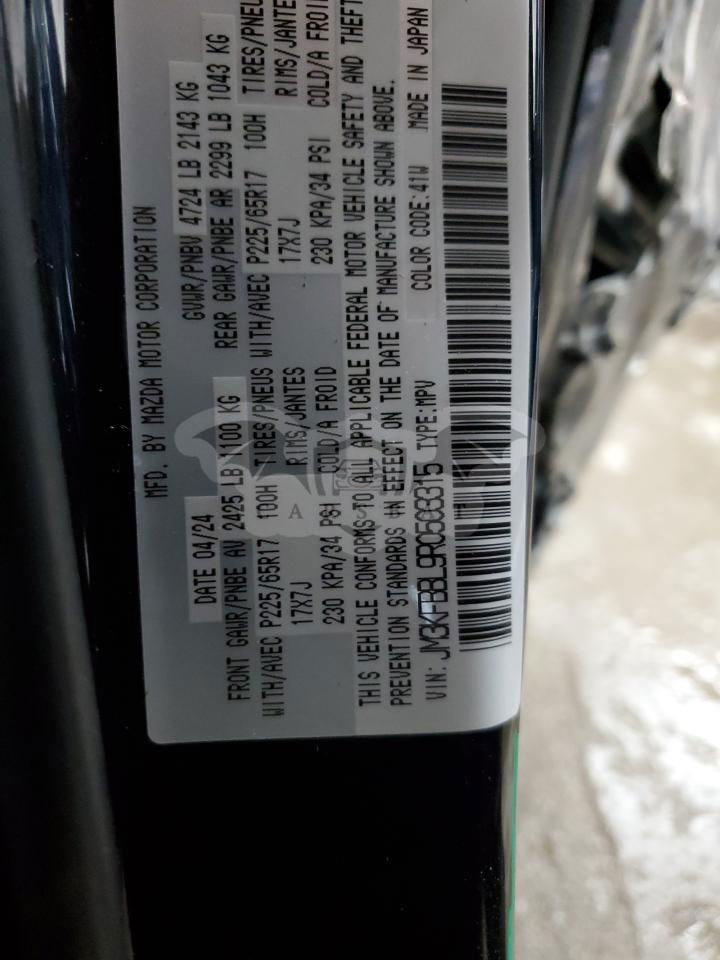 MFD. BY MAZDA MOTOR CORPORATION
DATE 04/24 GVWR/PNBV 4724 LB 2143 KG
FRONT GAWR/PNBE AV 2425 LB 1100 KG REAR GAWR/PNBE AR 2299 LB 1043 KG
WITH/AVEC P225/65R17 100H TIRES/PNEUS WITH/AVEC P225/65R17 100H TIRES/PNEU
17X7J RIMS/JANTES 17X7J RIMS/JANTE
230 KPA/34 PSI COLD/A FROID 230 KPA/34 PSI COLD/A FROID
THIS VEHICLE CONFORMS TO ALL APPLICABLE FEDERAL MOTOR VEHICLE SAFETY AND THEFT
PREVENTION STANDARDS IN EFFECT ON THE DATE OF MANUFACTURE SHOWN ABOVE.
VIN: TYPE:MPV COLOR CODE:41W MADE IN JAPAN